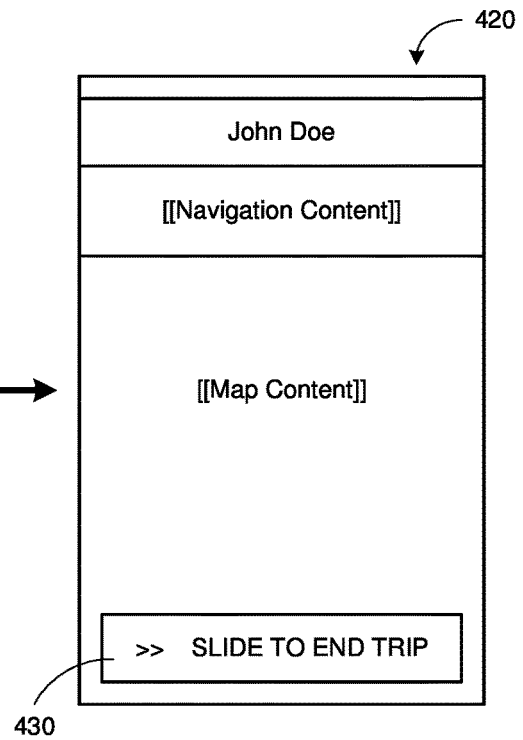 420
John Doe
[[Navigation Content]]
[[Map Content]]
>> SLIDE TO END TRIP
430